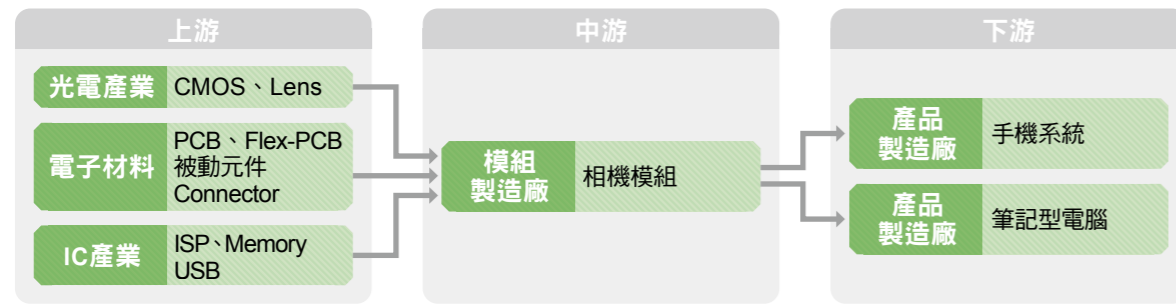 上游
光電產業
CMOS、Lens
電子材料
PCB、Flex-PCB
被動元件
Connector
IC產業
ISP、Memory
USB
中游
模組
製造廠
相機模組
下游
產品
製造廠
手機系統
產品
製造廠
筆記型電腦